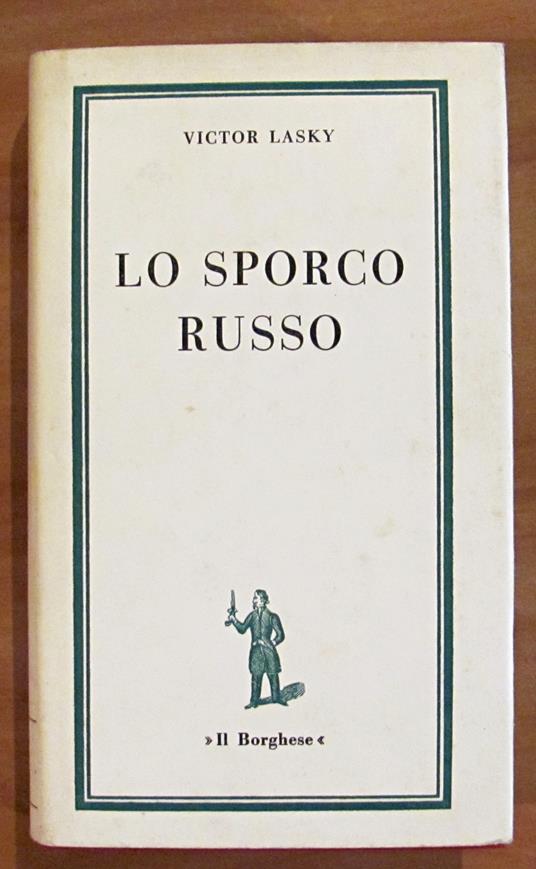 VICTOR LASKY
LO SPORCO
RUSSO
»Il Borghese«